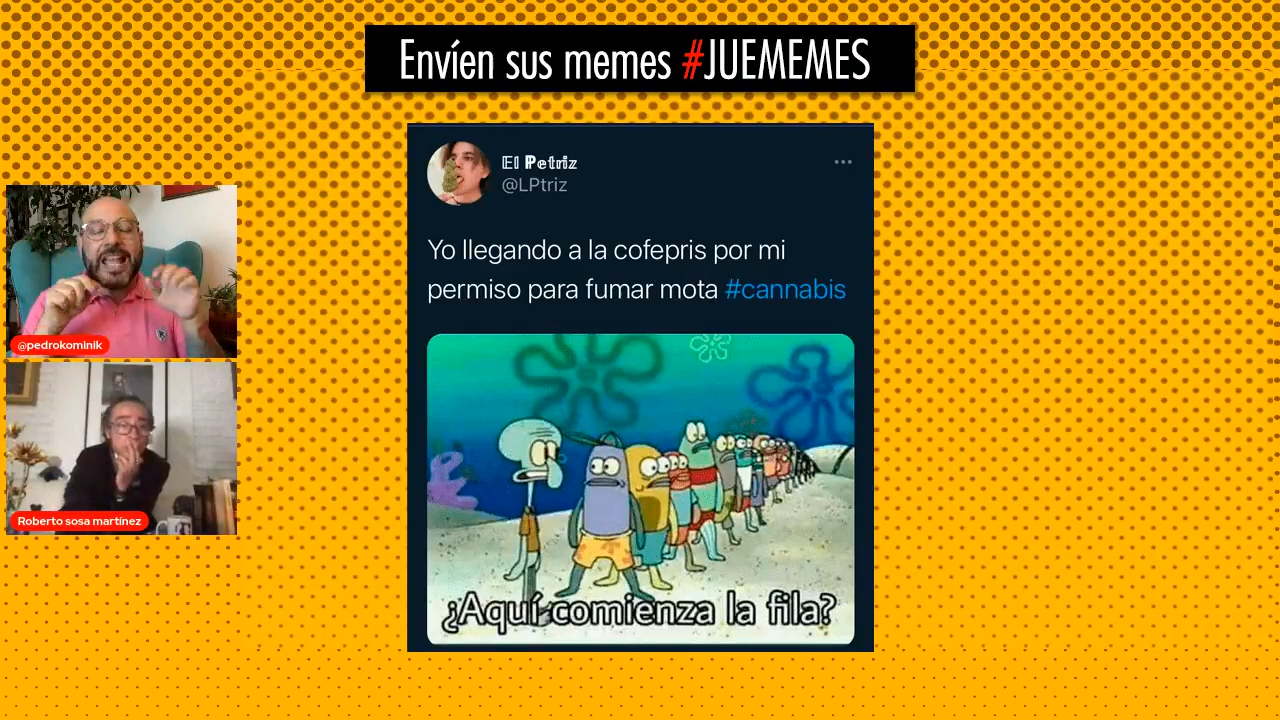 Envíen sus memes #JUEMEMES
El Petriz
@LPtriz
Yo llegando a la cofepris por mi
permiso para fumar mota #cannabis
¿Aquí comienza la fila?
@pedrokominik
Roberto sosa martínez